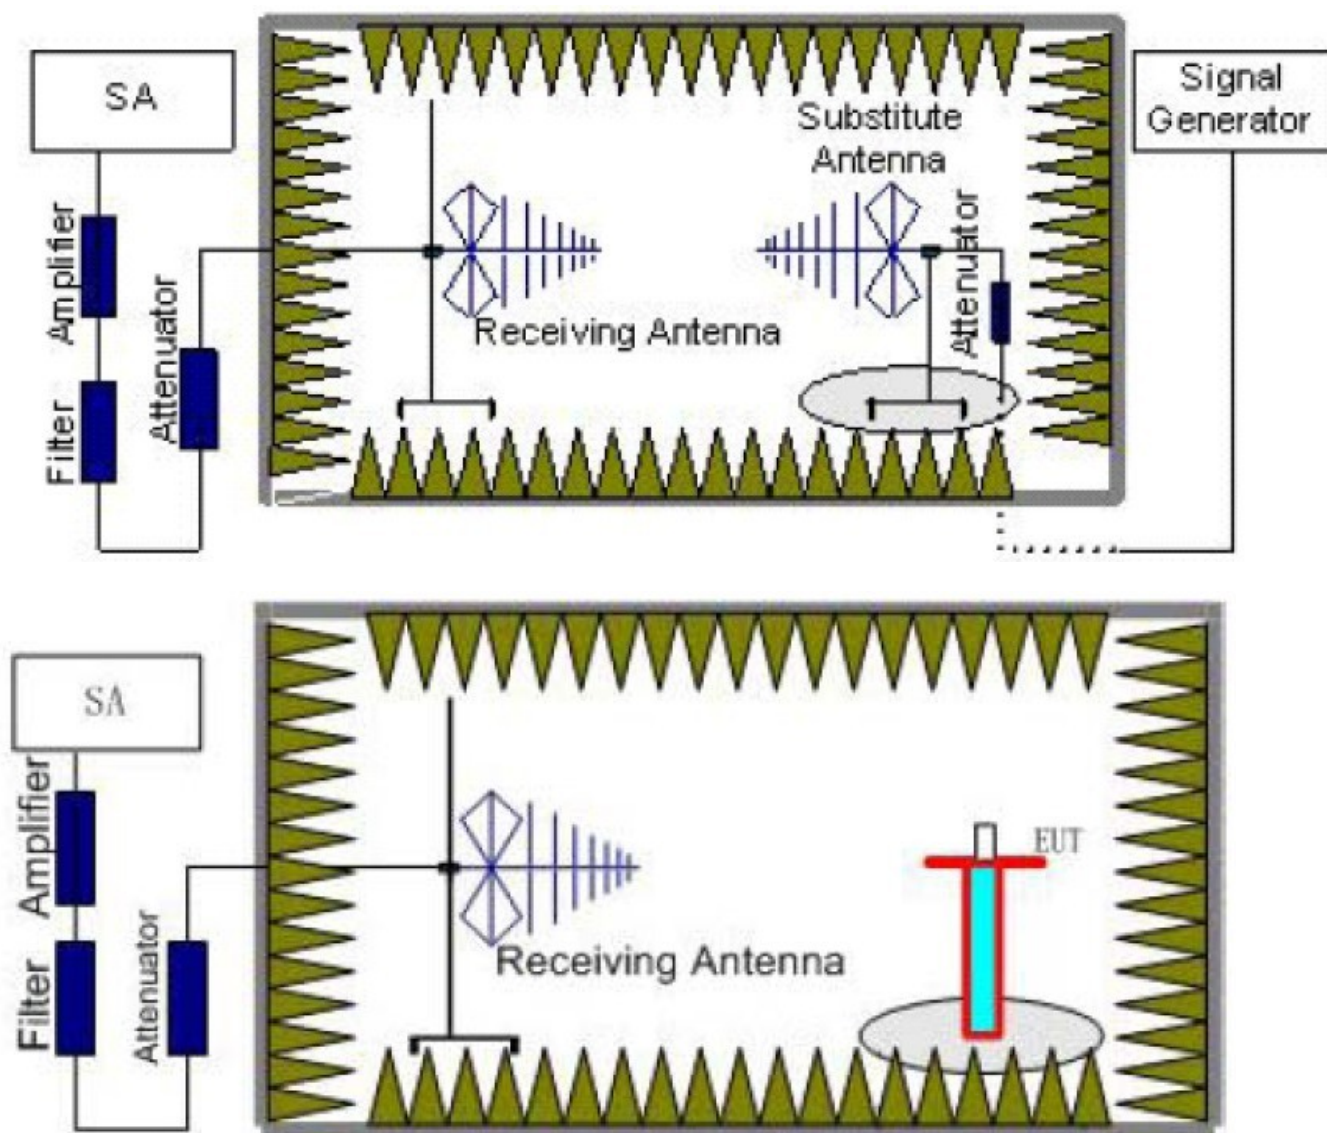 SA
Signal
Generator
Substitute
Antenna
Amplifier
Attenuator
Attenuator
Receiving Antenna
Filter
SA
Amplifier
EUT
Attenuator
Receiving Antenna
Filter